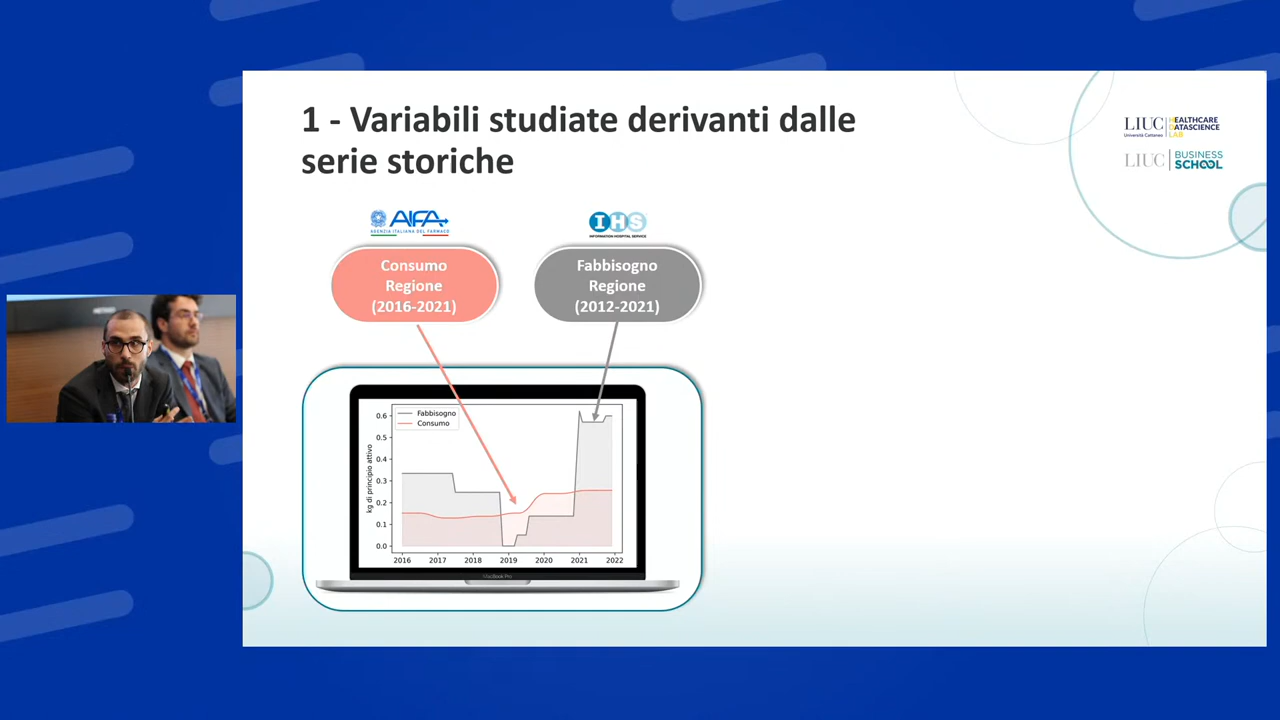 1 - Variabili studiate derivanti dalle
serie storiche
LIUC
Università Cattaneo
HEALTHCARE
DATASCIENCE
LAB
LIUC
BUSINESS
SCHOOL
AIFA
AGENZIA ITALIANA DEL FARMACO
IHS
INFORMATION HOSPITAL SERVICE
Consumo
Regione
(2016-2021)
Fabbisogno
Regione
(2012-2021)
Fabbisogno
Consumo
kg di principio attivo
0.6
0.5
0.4
0.3
0.2
0.1
0.0
2016 2017 2018 2019 2020 2021 2022
MacBook Pro